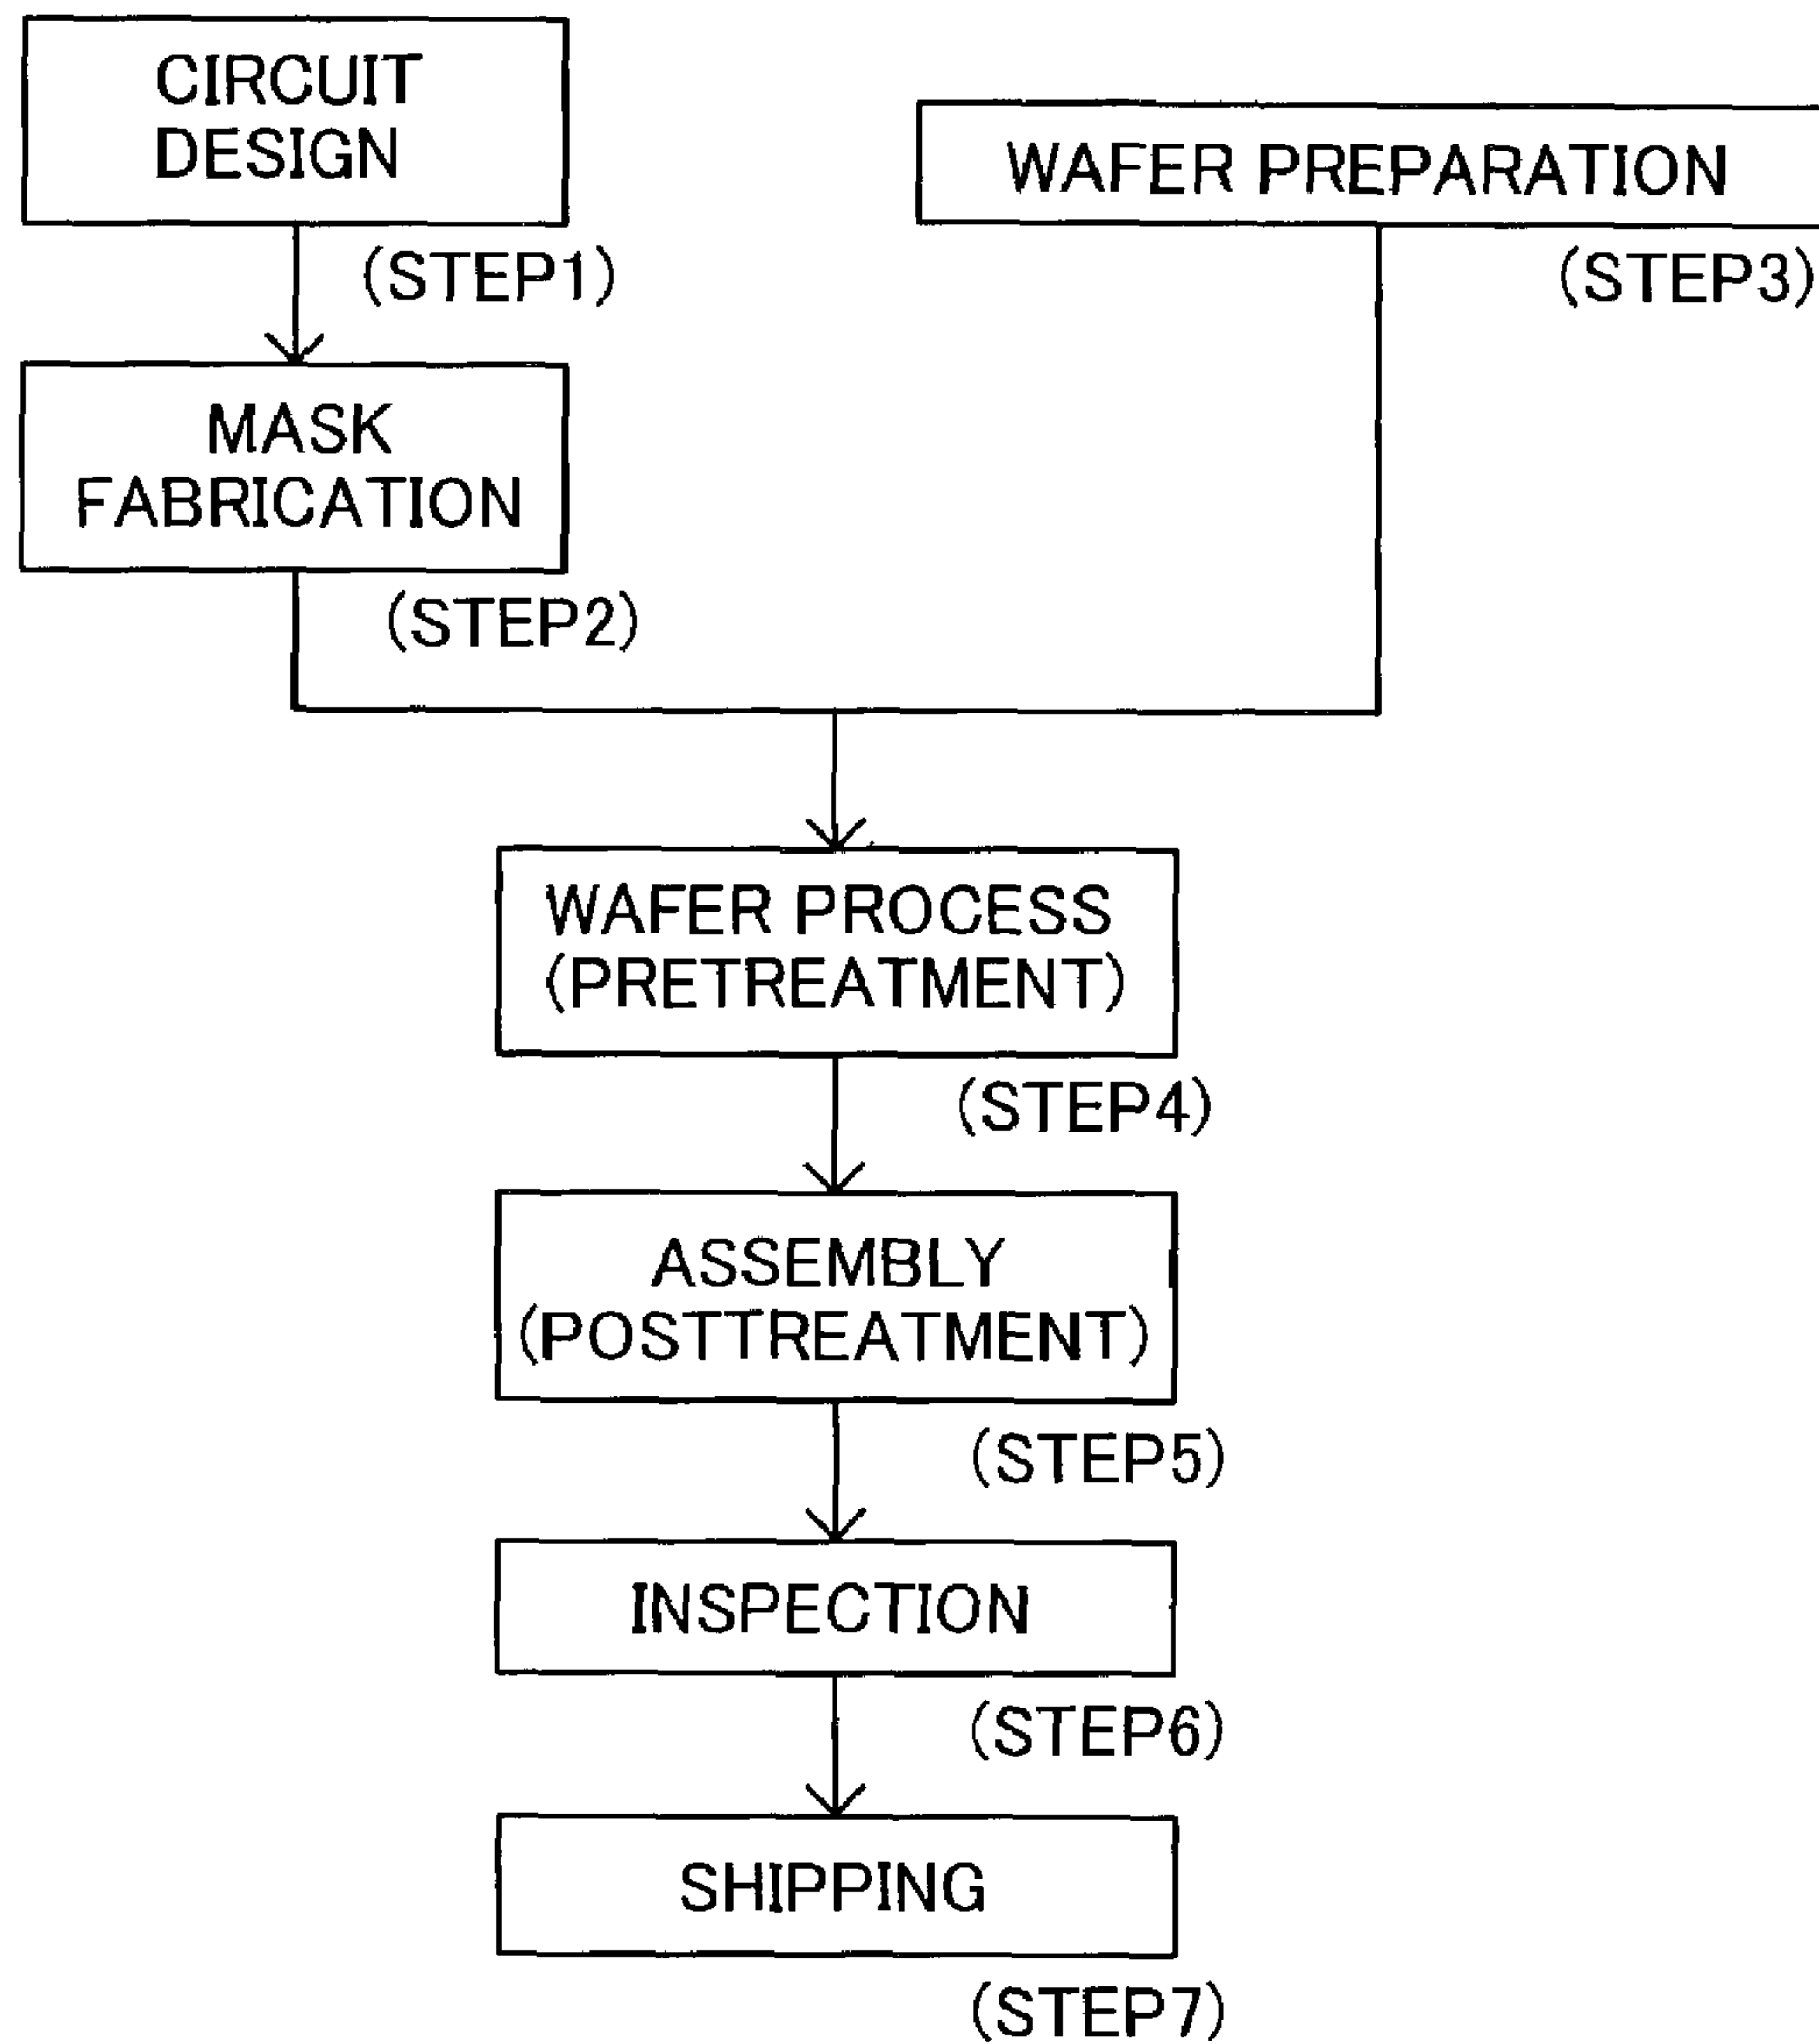 CIRCUIT
DESIGN
(STEP1)
WAFER PREPARATION
(STEP3)
MASK
FABRICATION
(STEP2)
WAFER PROCESS
(PRETREATMENT)
(STEP4)
ASSEMBLY
(POSTTREATMENT)
(STEP5)
INSPECTION
(STEP6)
SHIPPING
(STEP7)